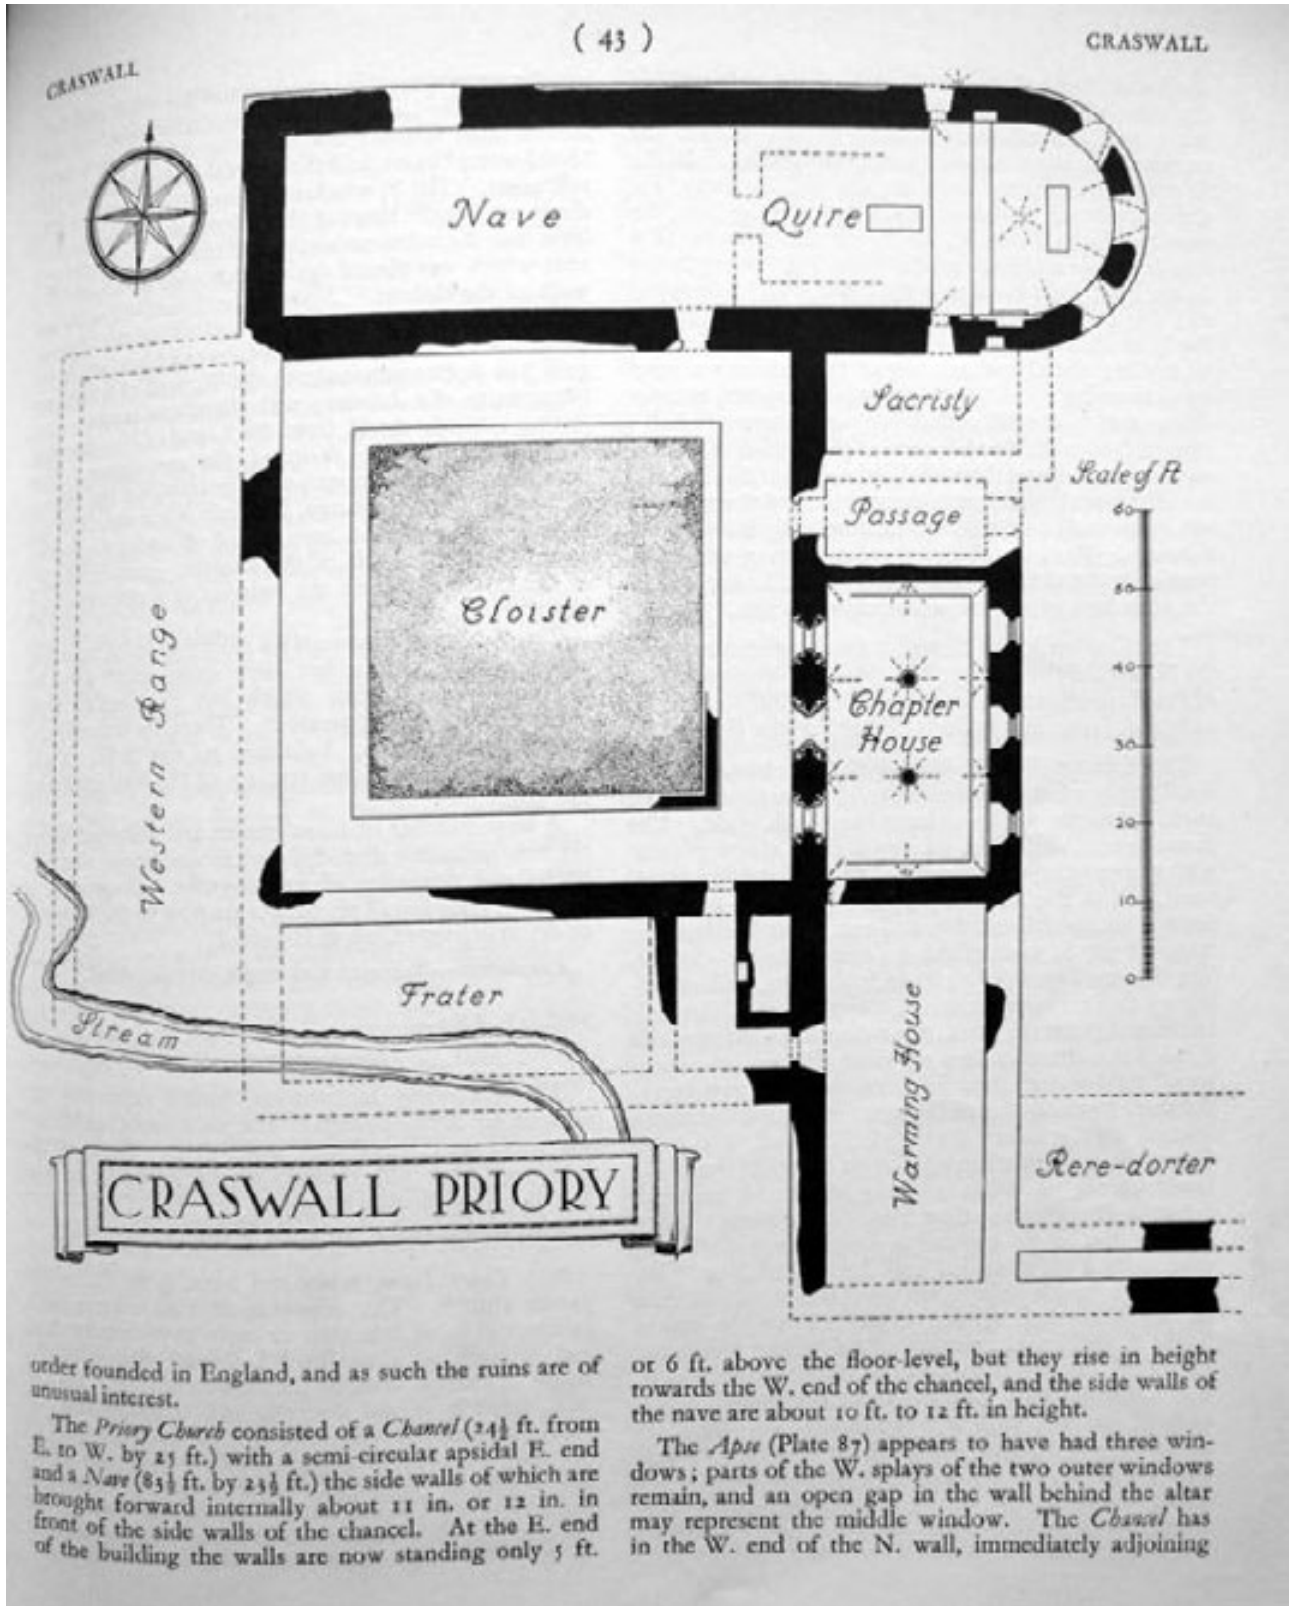 ( 43 )
CRASWALL
CRASWALL
Nave
Quire
Sacristy
Scale of Ft
60
Passage
50
Cloister
40
Chapter
House
30
Western Range
20
10
Frater
0
Stream
Warming House
Rere-dorter
CRASWALL PRIORY
order founded in England, and as such the ruins are of
unusual interest.
The Priory Church consisted of a Chancel (24½ ft. from
E. to W. by 25 ft.) with a semi-circular apsidal E. end
and a Nave (83½ ft. by 23½ ft.) the side walls of which are
brought forward internally about 11 in. or 12 in. in
front of the side walls of the chancel. At the E. end
of the building the walls are now standing only 5 ft.
or 6 ft. above the floor-level, but they rise in height
towards the W. end of the chancel, and the side walls of
the nave are about 10 ft. to 12 ft. in height.
The Apse (Plate 87) appears to have had three win-
dows; parts of the W. splays of the two outer windows
remain, and an open gap in the wall behind the altar
may represent the middle window. The Chancel has
in the W. end of the N. wall, immediately adjoining